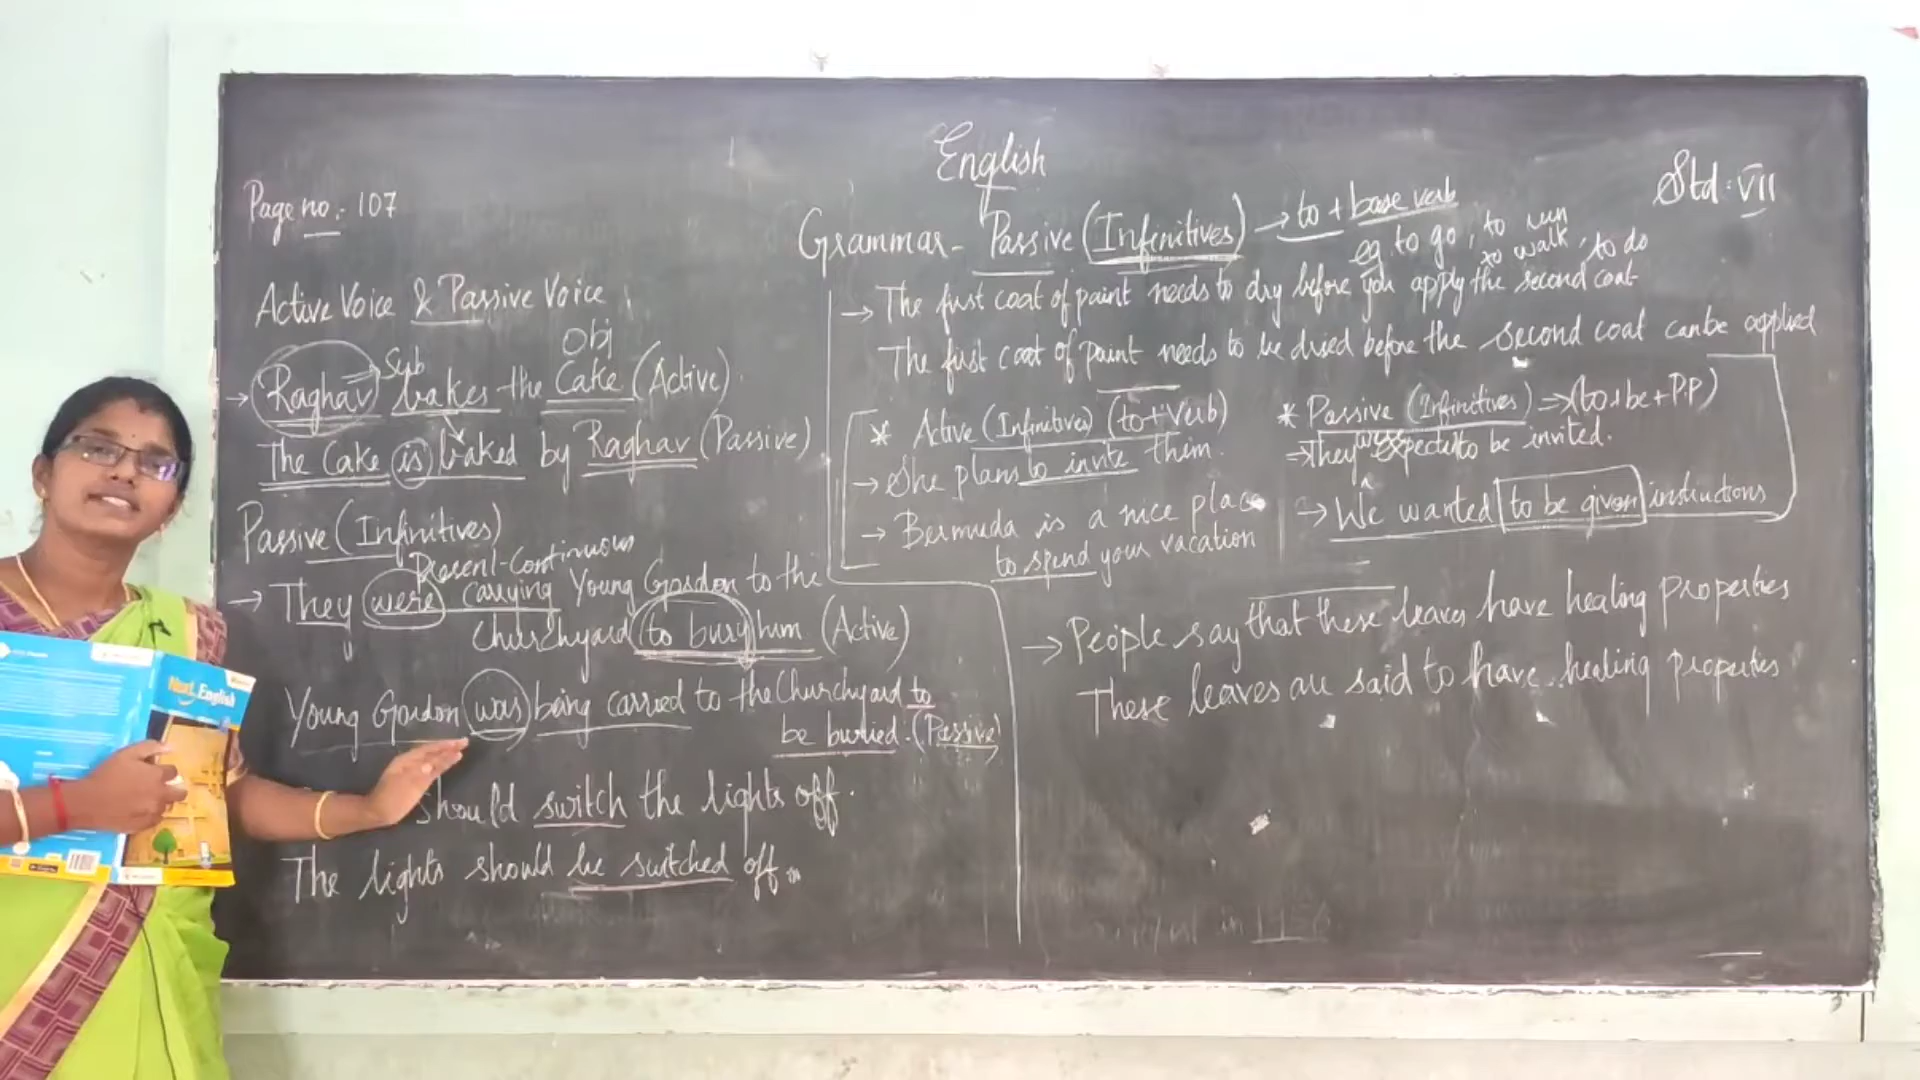 English
Std: VII
Page no:- 107
Grammar - Passive (Infinitives) → to + base verb
eg. to go, to run
to walk, to do
Active Voice & Passive Voice
Obj
Sub
→ Raghav bakes the Cake (Active)
The Cake is baked by Raghav (Passive)
Passive (Infinitives)
Present-Continuous
→ They were carrying Young Gordon to the
Churchyard to bury him (Active)
Young Gordon was being carried to the Churchyard to
be buried. (Passive)
should switch the lights off.
The lights should be switched off.
→ The first coat of paint needs to dry before you apply the second coat
The first coat of paint needs to be dried before the second coat canbe applied
* Active (Infinitives) (to+Verb)
→ She plans to invite them.
→ Bermuda is a nice place
to spend your vacation
* Passive (Infinitives) ⇒ (to+be+P.P)
⇒ They were expected to be invited.
→ We wanted to be given instructions
→ People say that these leaves have healing properties
These leaves are said to have healing properties
Next English